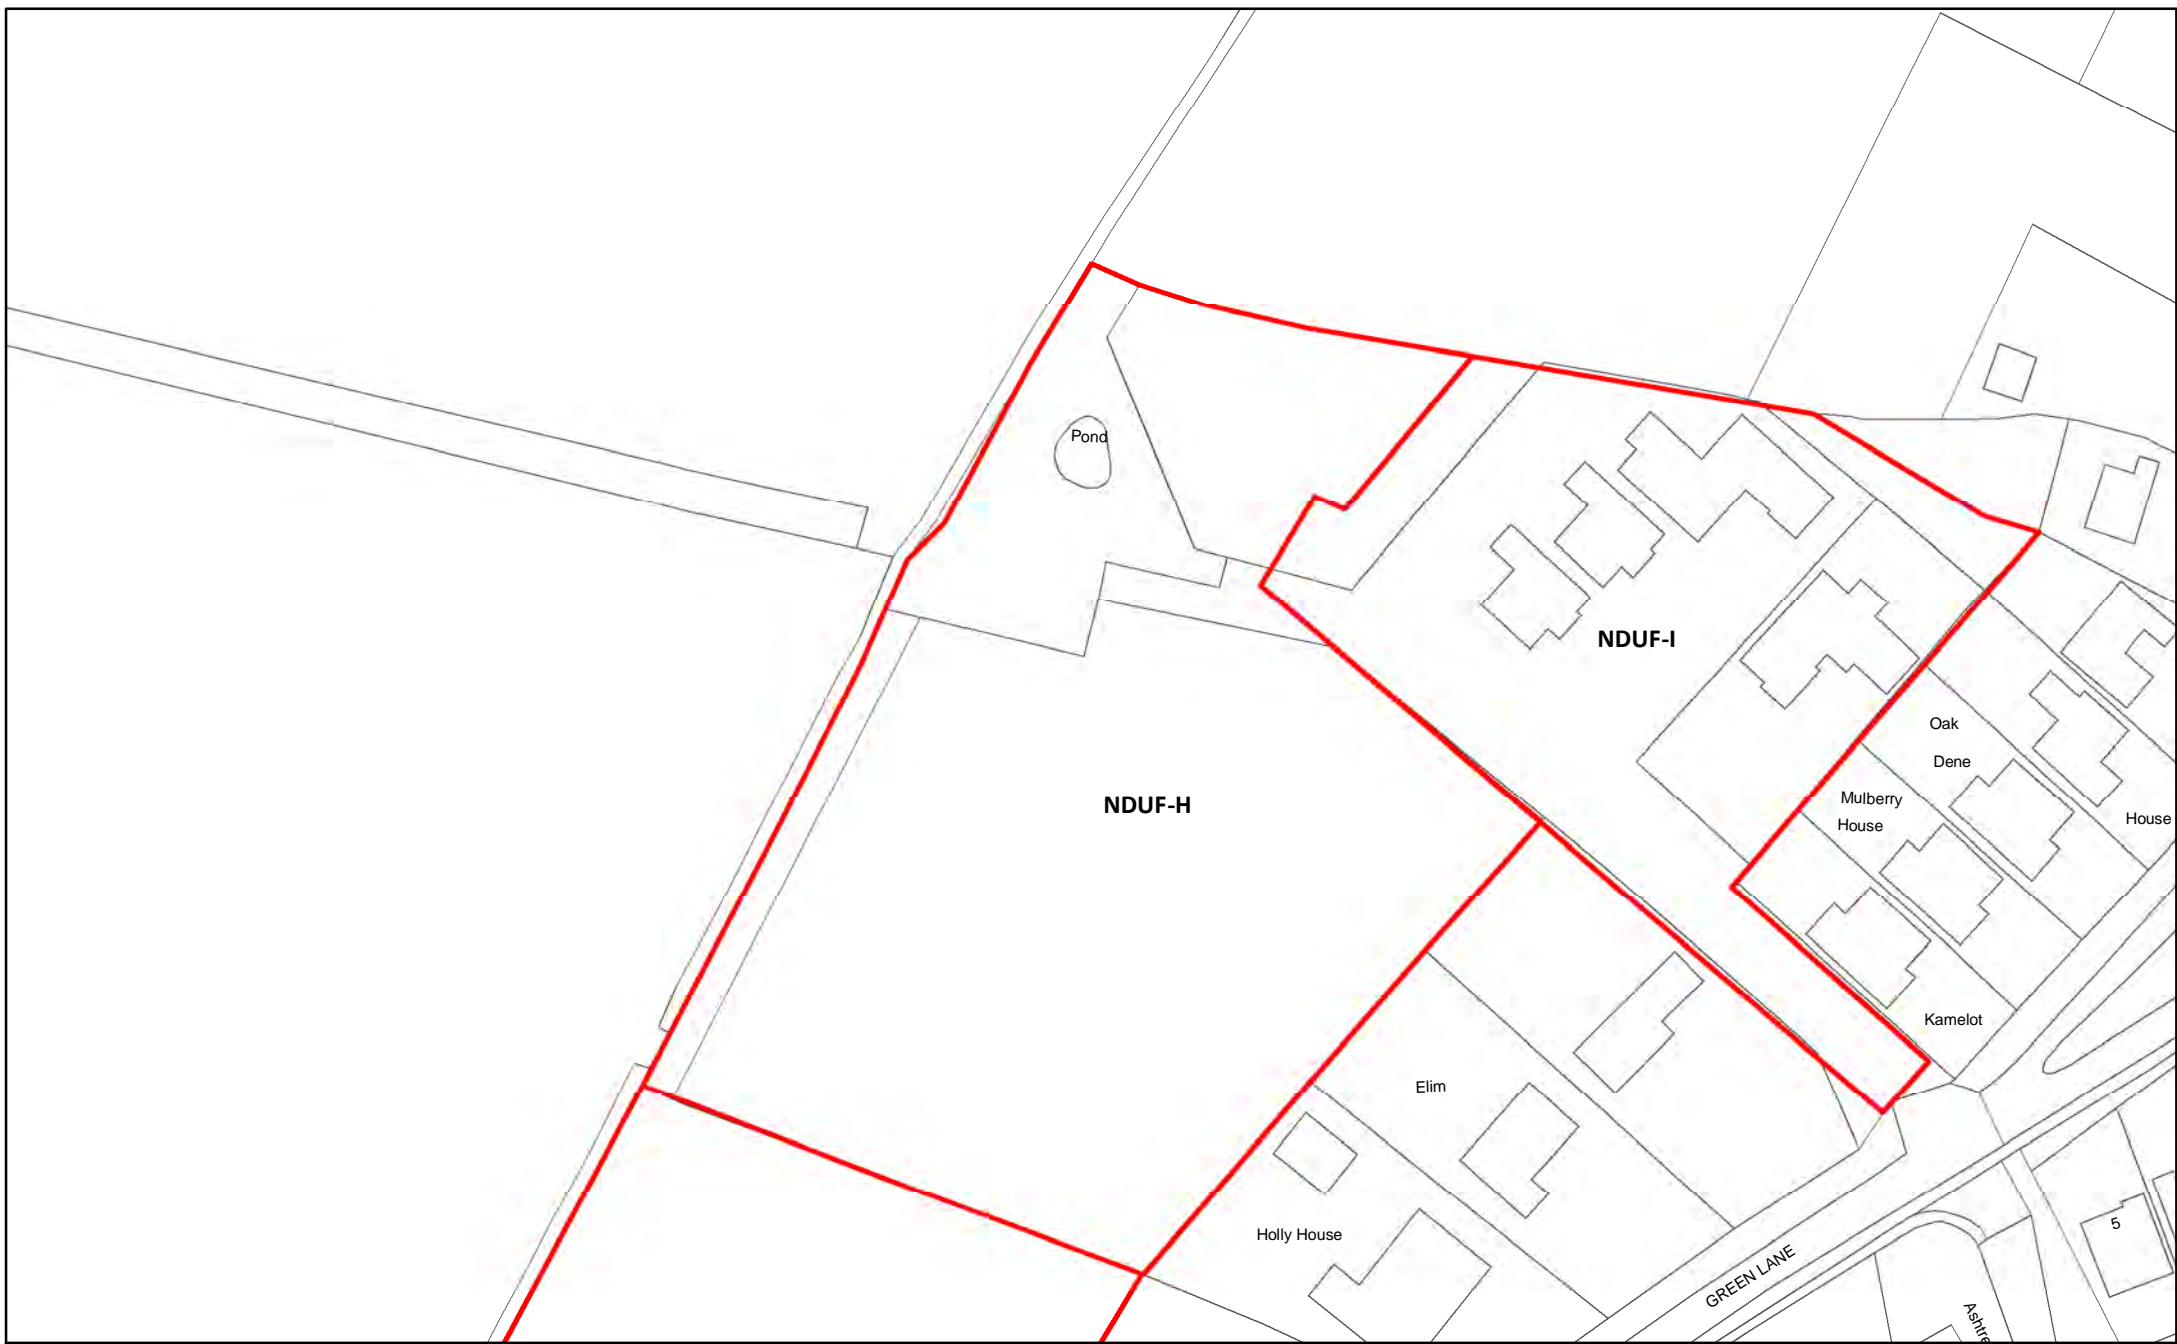 Pond
NDUF-I
Oak
Dene
NDUF-H
Mulberry
House
House
Kamelot
Elim
Holly House
5
GREEN LANE